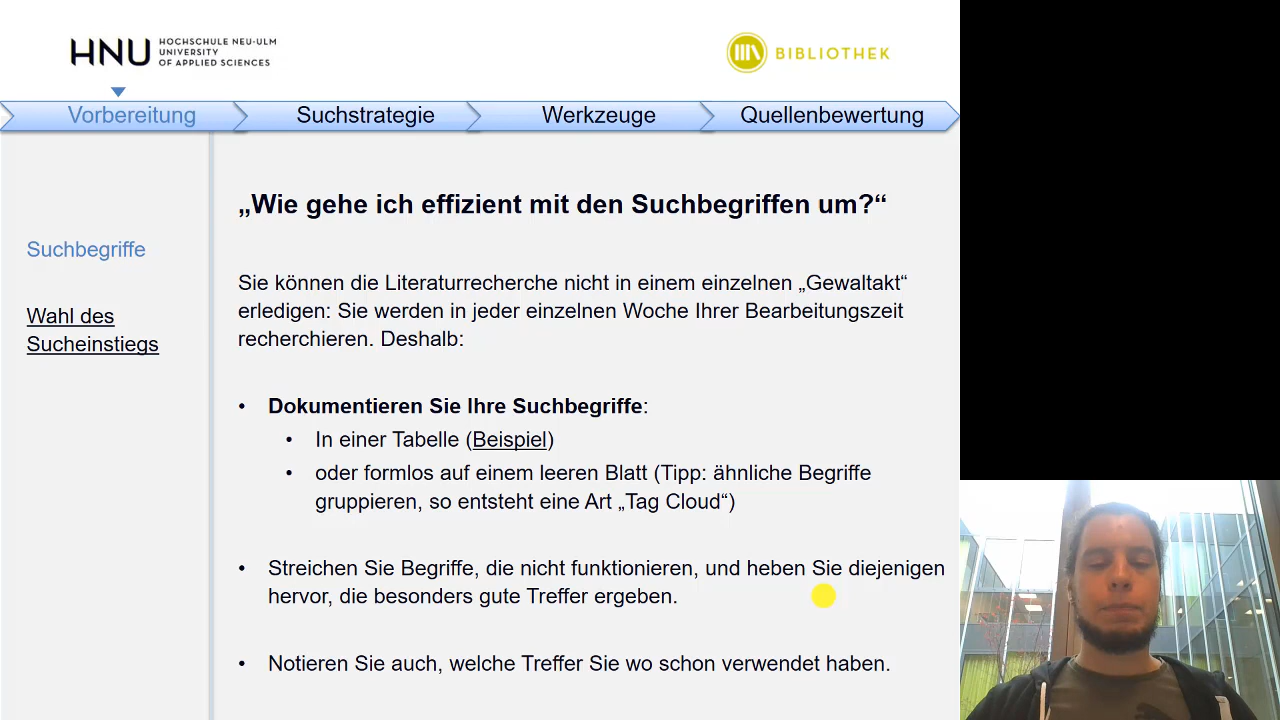 HNU HOCHSCHULE NEU-ULM
UNIVERSITY
OF APPLIED SCIENCES
BIBLIOTHEK
Vorbereitung Suchstrategie Werkzeuge Quellenbewertung
Suchbegriffe
Wahl des
Sucheinstiegs
„Wie gehe ich effizient mit den Suchbegriffen um?“
Sie können die Literaturrecherche nicht in einem einzelnen „Gewaltakt“
erledigen: Sie werden in jeder einzelnen Woche Ihrer Bearbeitungszeit
recherchieren. Deshalb:
• Dokumentieren Sie Ihre Suchbegriffe:
• In einer Tabelle (Beispiel)
• oder formlos auf einem leeren Blatt (Tipp: ähnliche Begriffe
gruppieren, so entsteht eine Art „Tag Cloud“)
• Streichen Sie Begriffe, die nicht funktionieren, und heben Sie diejenigen
hervor, die besonders gute Treffer ergeben.
• Notieren Sie auch, welche Treffer Sie wo schon verwendet haben.